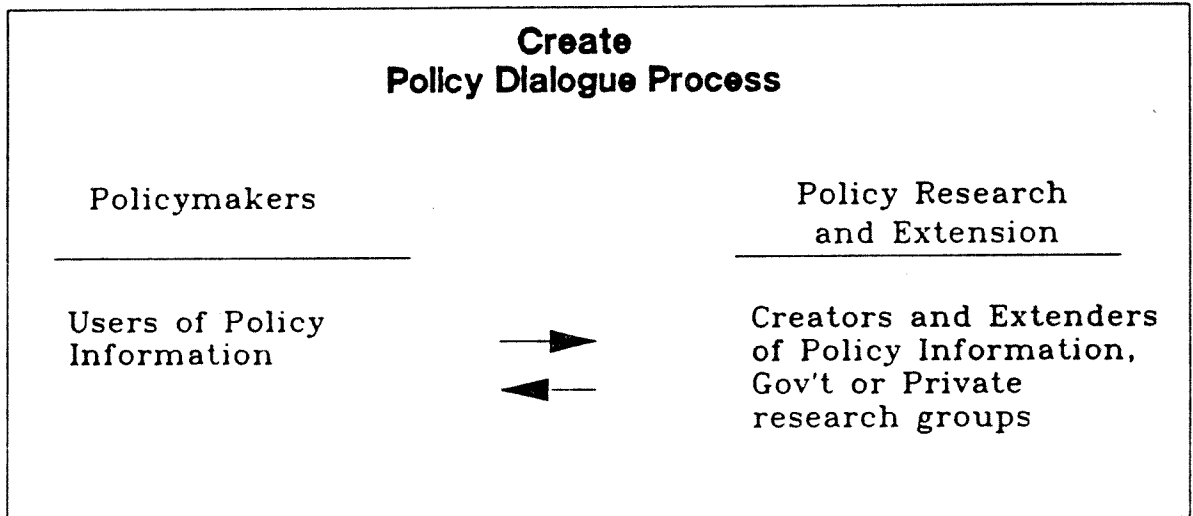 Create
Policy Dialogue Process
Policymakers
Users of Policy
Information
Policy Research
and Extension
Creators and Extenders
of Policy Information,
Gov't or Private
research groups